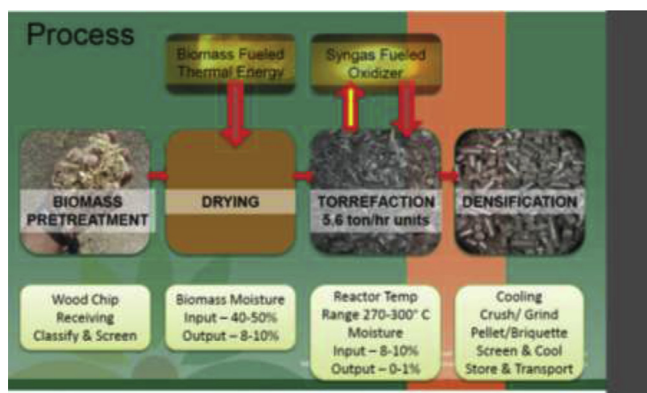 Process
Biomass Fueled
Thermal Energy
Syngas Fueled
Oxidizer
BIOMASS
PRETREATMENT
DRYING
TORREFACTION
5.6 ton/hr units
DENSIFICATION
Wood Chip
Receiving
Classify & Screen
Biomass Moisture
Input – 40-50%
Output – 8-10%
Reactor Temp
Range 270-300° C
Moisture
Input – 8-10%
Output – 0-1%
Cooling
Crush/ Grind
Pellet/Briquette
Screen & Cool
Store & Transport